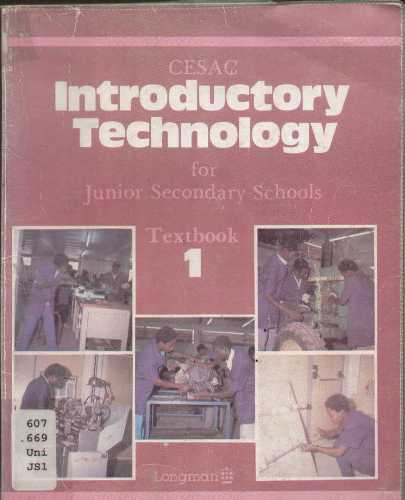 CESAC
Introductory
Technology
for
Junior Secondary Schools
Textbook
1
607
.669
Uni
JS1
Longman